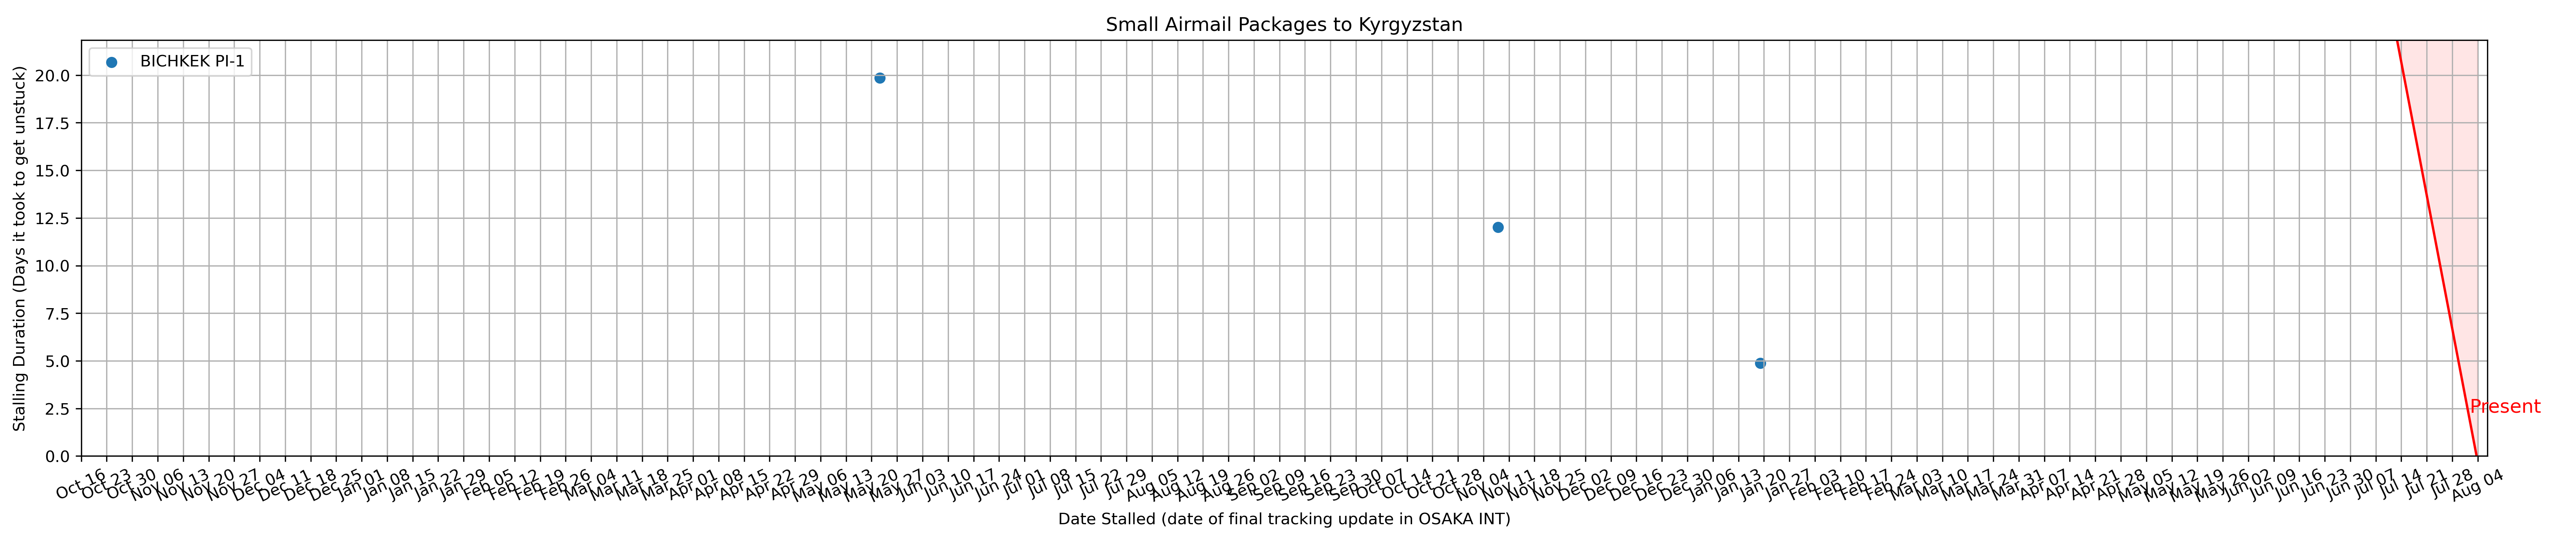 Small Airmail Packages to Kyrgyzstan
BICHKEK PI-1
Stalling Duration (Days it took to get unstuck)
20.0
17.5
15.0
12.5
10.0
7.5
5.0
2.5
0.0
Present
Oct 16 Oct 23 Oct 30 Nov 06 Nov 13 Nov 20 Nov 27 Dec 04 Dec 11 Dec 18 Dec 25 Jan 01 Jan 08 Jan 15 Jan 22 Jan 29 Feb 05 Feb 12 Feb 19 Feb 26 Mar 04 Mar 11 Mar 18 Mar 25 Apr 01 Apr 08 Apr 15 Apr 22 Apr 29 May 06 May 13 May 20 May 27 Jun 03 Jun 10 Jun 17 Jun 24 Jul 01 Jul 08 Jul 15 Jul 22 Jul 29 Aug 05 Aug 12 Aug 19 Aug 26 Sep 02 Sep 09 Sep 16 Sep 23 Sep 30 Oct 07 Oct 14 Oct 21 Oct 28 Nov 04 Nov 11 Nov 18 Nov 25 Dec 02 Dec 09 Dec 16 Dec 23 Dec 30 Jan 06 Jan 13 Jan 20 Jan 27 Feb 03 Feb 10 Feb 17 Feb 24 Mar 03 Mar 10 Mar 17 Mar 24 Mar 31 Apr 07 Apr 14 Apr 21 Apr 28 May 05 May 12 May 19 May 26 Jun 02 Jun 09 Jun 16 Jun 23 Jun 30 Jul 07 Jul 14 Jul 21 Jul 28 Aug 04
Date Stalled (date of final tracking update in OSAKA INT)